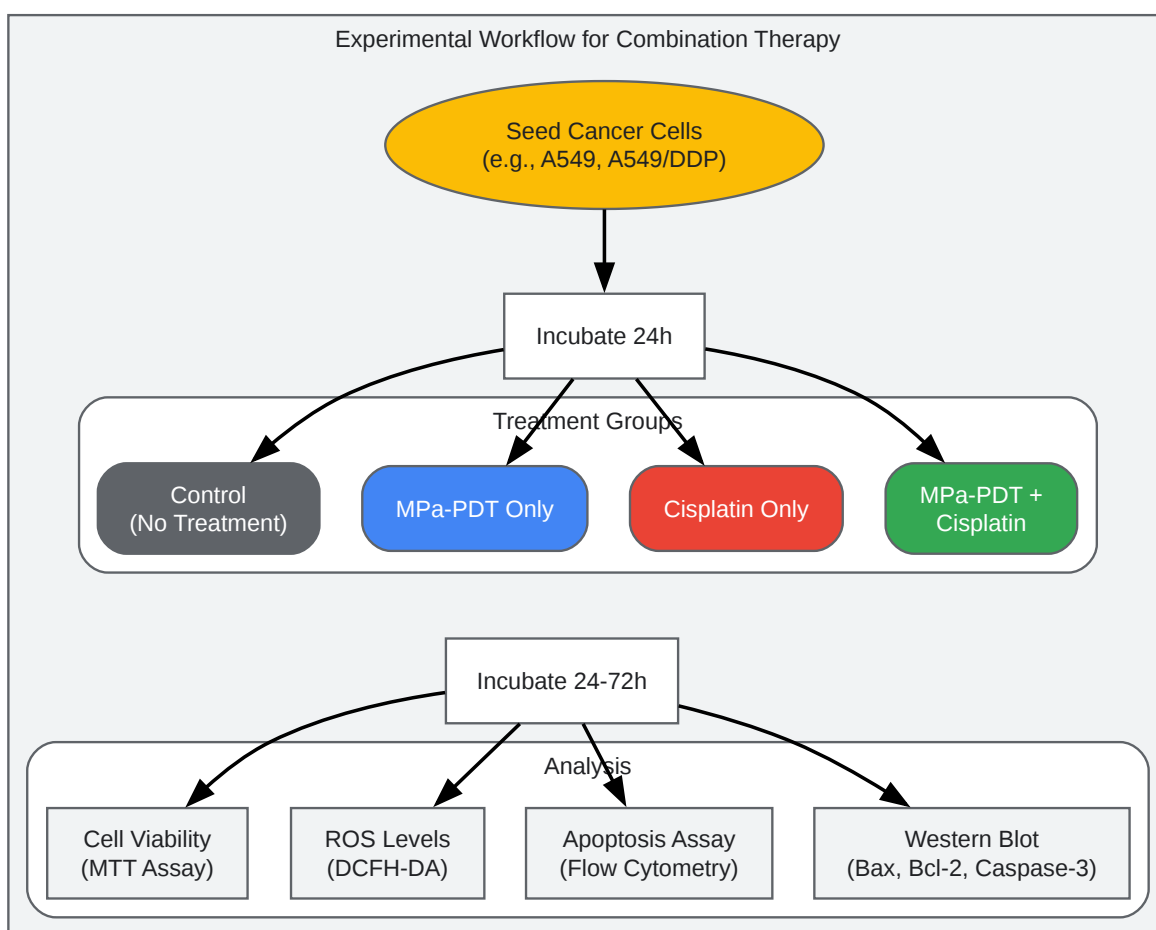 Experimental Workflow for Combination Therapy
Seed Cancer Cells
(e.g., A549, A549/DDP)
Incubate 24h
Treatment Groups
Control
(No Treatment)
MPa-PDT Only
Cisplatin Only
MPa-PDT +
Cisplatin
Incubate 24-72h
Analysis
Cell Viability
(MTT Assay)
ROS Levels
(DCFH-DA)
Apoptosis Assay
(Flow Cytometry)
Western Blot
(Bax, Bcl-2, Caspase-3)